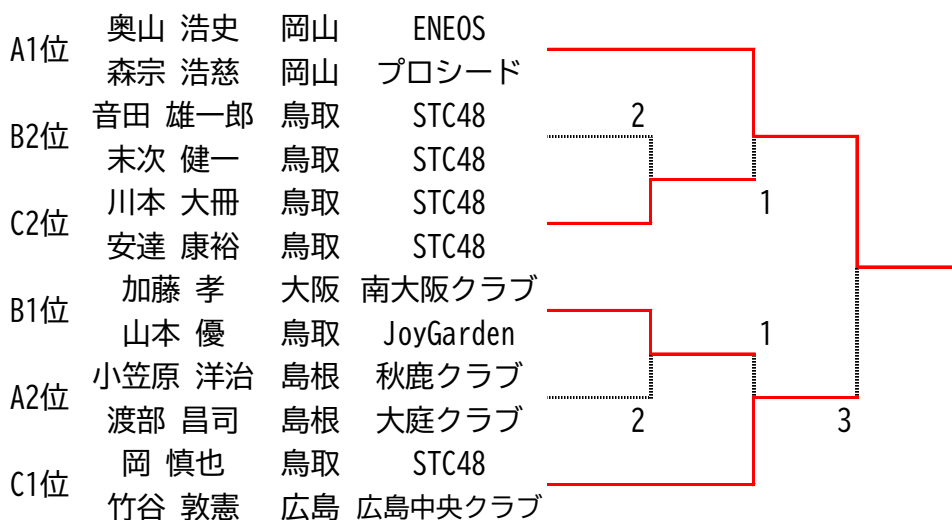 奥山 浩史 岡山 ENEOS
A1位
森宗 浩慈 岡山 プロシード
音田 雄一郎 鳥取 STC48 2
B2位
末次 健一 鳥取 STC48
川本 大冊 鳥取 STC48 1
C2位
安達 康裕 鳥取 STC48
加藤 孝 大阪 南大阪クラブ
B1位
山本 優 鳥取 JoyGarden 1
小笠原 洋治 島根 秋鹿クラブ
A2位
渡部 昌司 島根 大庭クラブ 2 3
岡 慎也 鳥取 STC48
C1位
竹谷 敦憲 広島 広島中央クラブ